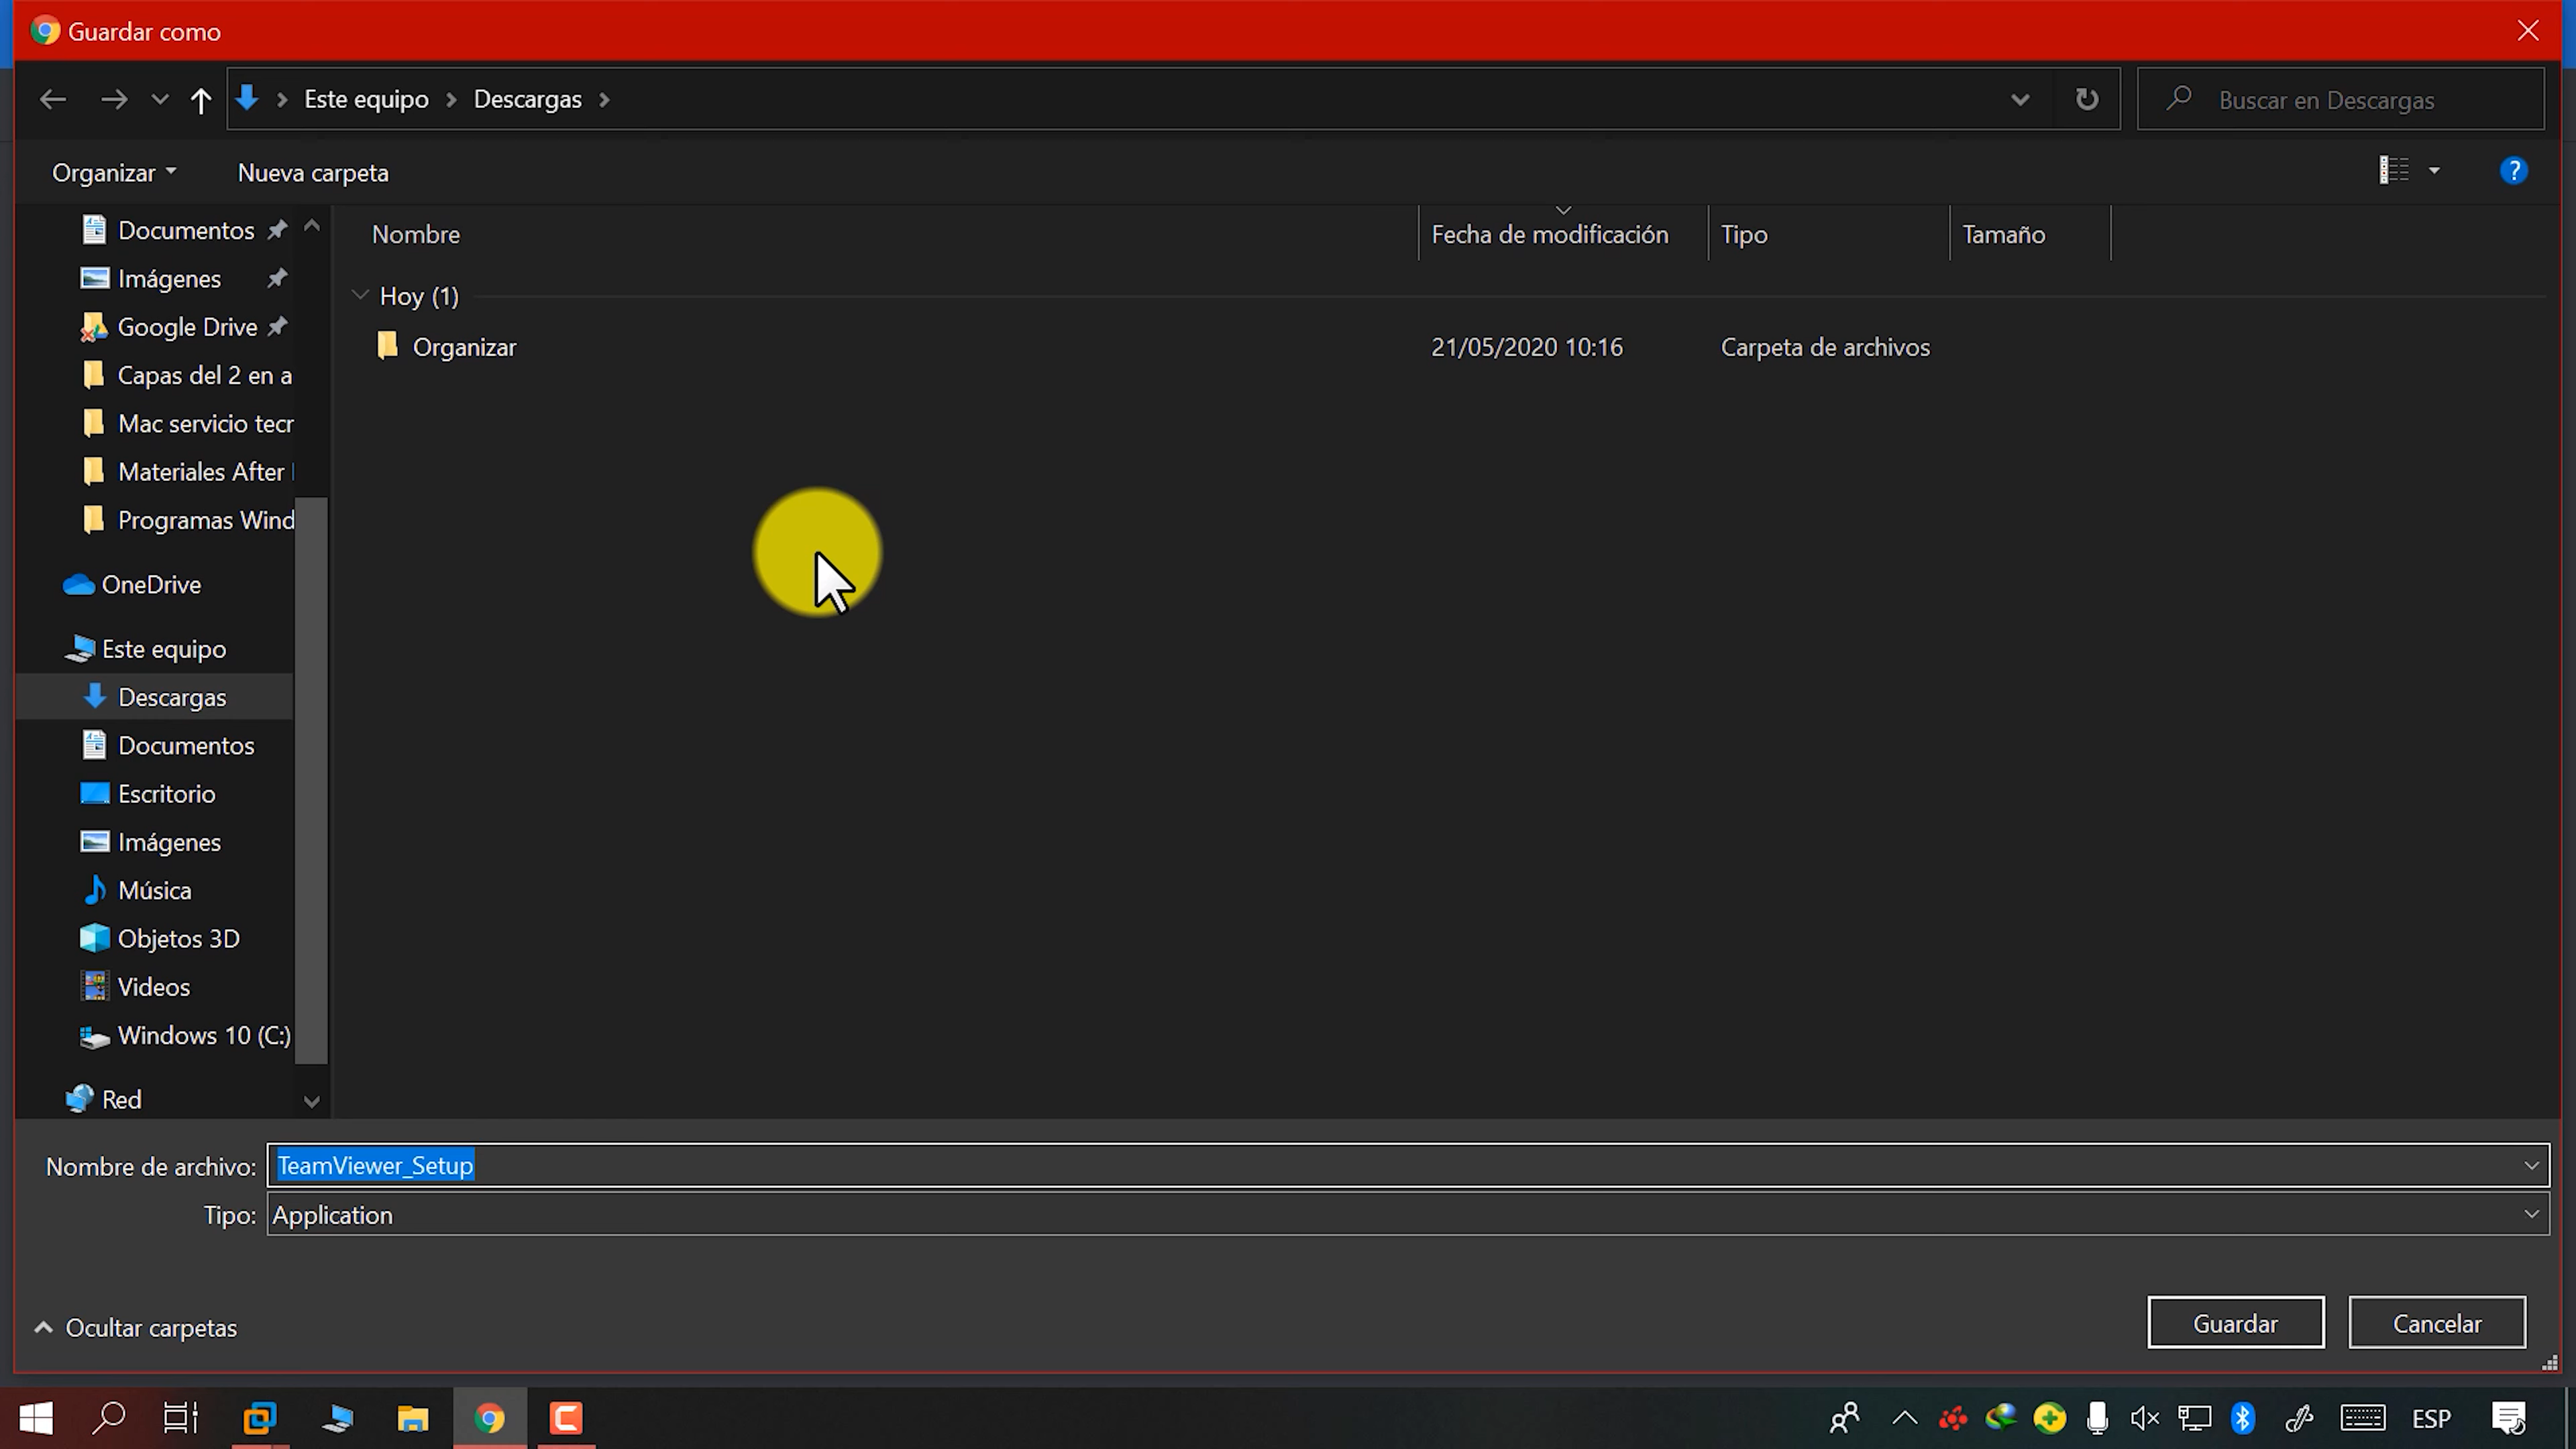 Guardar como
Este equipo > Descargas >
Buscar en Descargas
Organizar
Nueva carpeta
?
Documentos
Imágenes
Google Drive
Capas del 2 en a
Mac servicio tecr
Materiales After
Programas Wind
OneDrive
Este equipo
Descargas
Documentos
Escritorio
Imágenes
Música
Objetos 3D
Videos
Windows 10 (C:)
Red
Nombre
Fecha de modificación
Tipo
Tamaño
Hoy (1)
Organizar
21/05/2020 10:16
Carpeta de archivos
Nombre de archivo: TeamViewer_Setup
Tipo: Application
Ocultar carpetas
Guardar
Cancelar
ESP